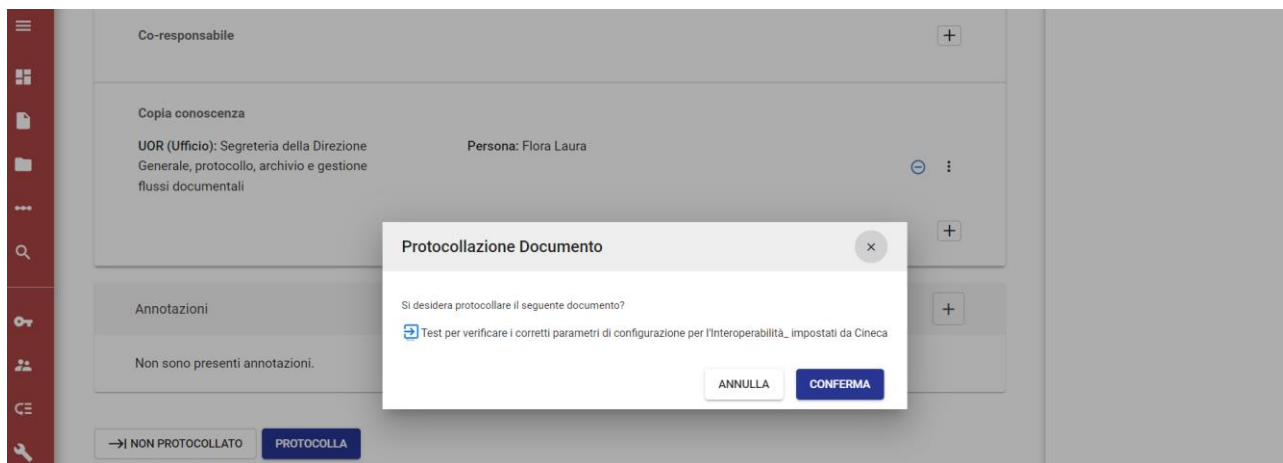 Co-responsabile
Copia conoscenza
UOR (Ufficio): Segreteria della Direzione
Generale, protocollo, archivio e gestione
flussi documentali
Persona: Flora Laura
Protocollazione Documento
Si desidera protocollare il seguente documento?
Test per verificare i corretti parametri di configurazione per l'Interoperabilità_ impostati da Cineca
ANNULLA
CONFERMA
Annotazioni
Non sono presenti annotazioni.
NON PROTOCOLLATO
PROTOCOLLA